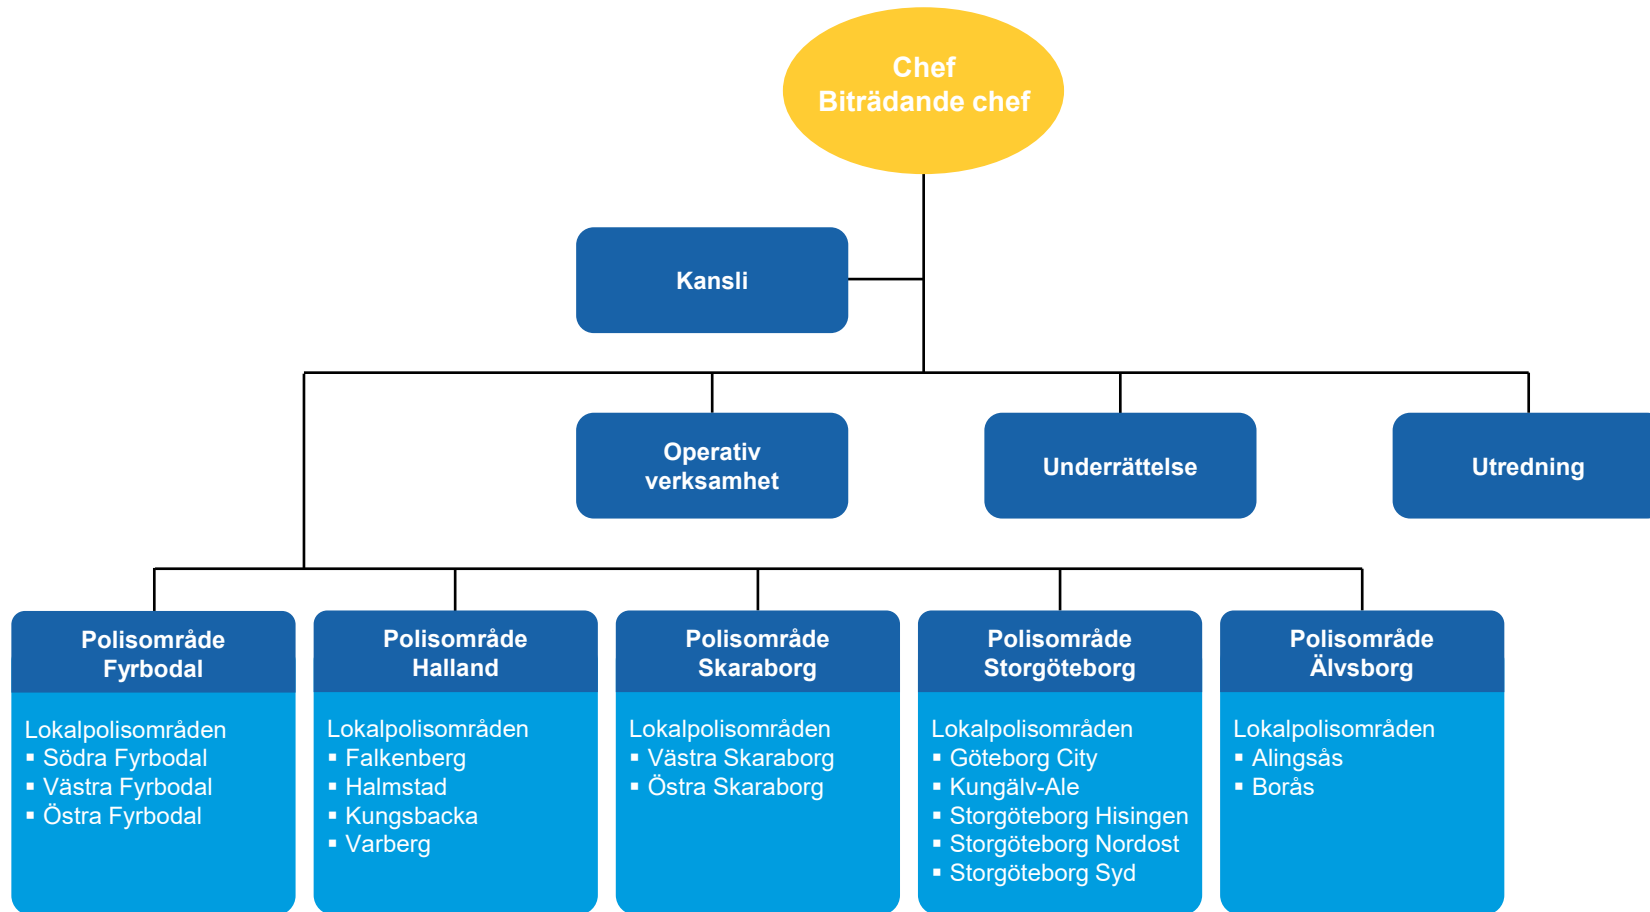 Chef
Biträdande chef
Kansli
Operativ
verksamhet
Underrättelse
Utredning
Polisområde
Fyrbodal
Lokalpolisområden
▪ Södra Fyrbodal
▪ Västra Fyrbodal
▪ Östra Fyrbodal
Polisområde
Halland
Lokalpolisområden
▪ Falkenberg
▪ Halmstad
▪ Kungsbacka
▪ Varberg
Polisområde
Skaraborg
Lokalpolisområden
▪ Västra Skaraborg
▪ Östra Skaraborg
Polisområde
Storgöteborg
Lokalpolisområden
▪ Göteborg City
▪ Kungälv-Ale
▪ Storgöteborg Hisingen
▪ Storgöteborg Nordost
▪ Storgöteborg Syd
Polisområde
Älvsborg
Lokalpolisområden
▪ Alingsås
▪ Borås